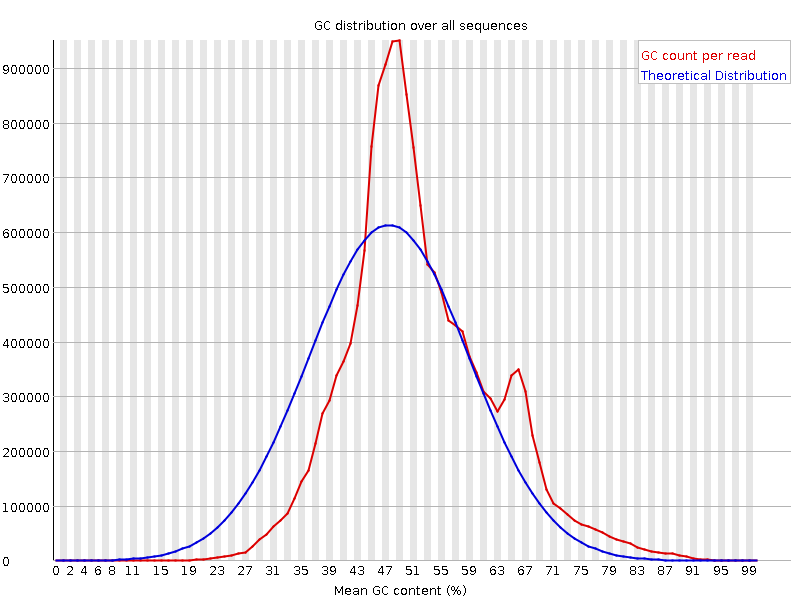 GC distribution over all sequences
GC count per read
Theoretical Distribution
900000
800000
700000
600000
500000
400000
300000
200000
100000
0
0 2 4 6 8 11 15 19 23 27 31 35 39 43 47 51 55 59 63 67 71 75 79 83 87 91 95 99
Mean GC content (%)